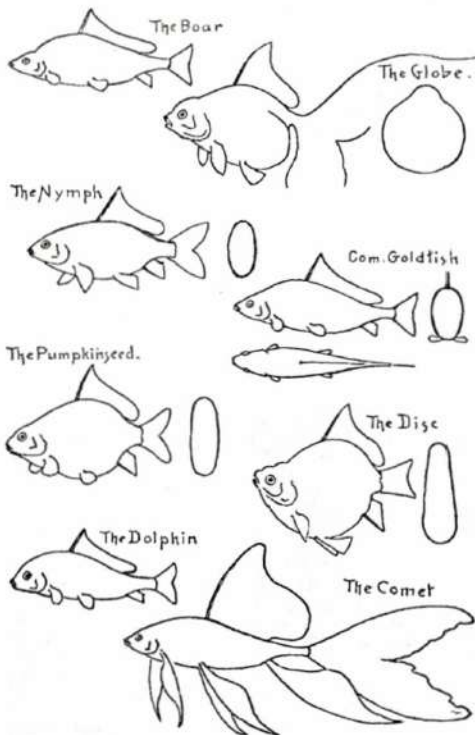 The Boar
The Globe.
The Nymph
Com. Goldfish
The Pumpkinseed.
The Disc
The Dolphin
The Comet